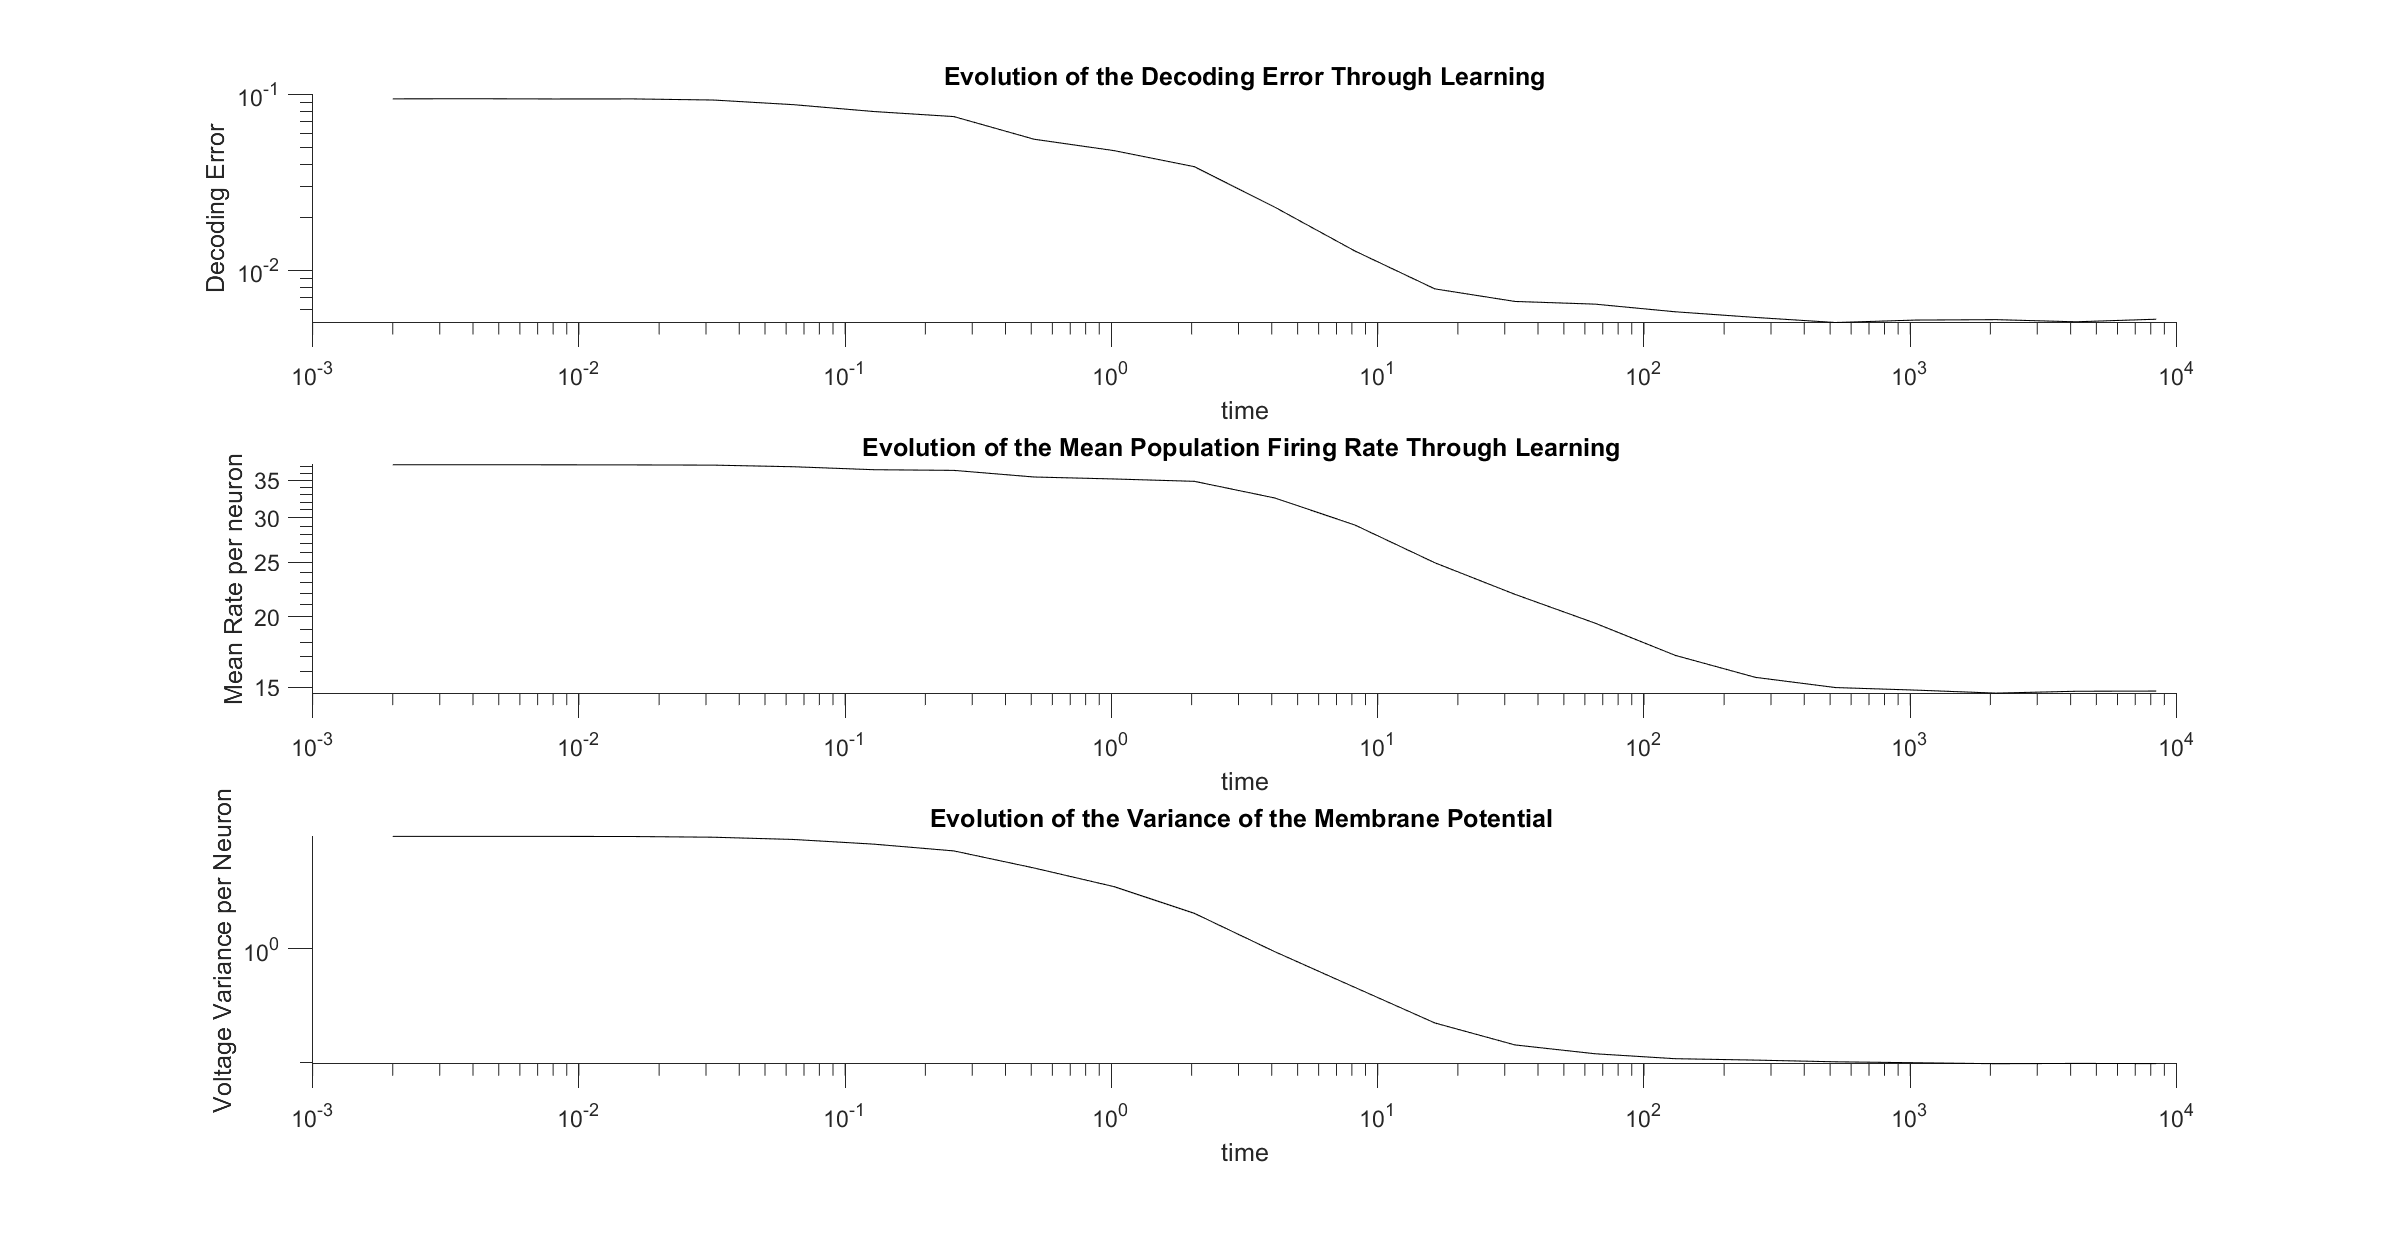 Evolution of the Decoding Error Through Learning
Decoding Error
10^-1
10^-2
10^-3 10^-2 10^-1 10^0 10^1 10^2 10^3 10^4
time
Evolution of the Mean Population Firing Rate Through Learning
Mean Rate per neuron
35
30
25
20
15
10^-3 10^-2 10^-1 10^0 10^1 10^2 10^3 10^4
time
Evolution of the Variance of the Membrane Potential
Voltage Variance per Neuron
10^0
10^-3 10^-2 10^-1 10^0 10^1 10^2 10^3 10^4
time